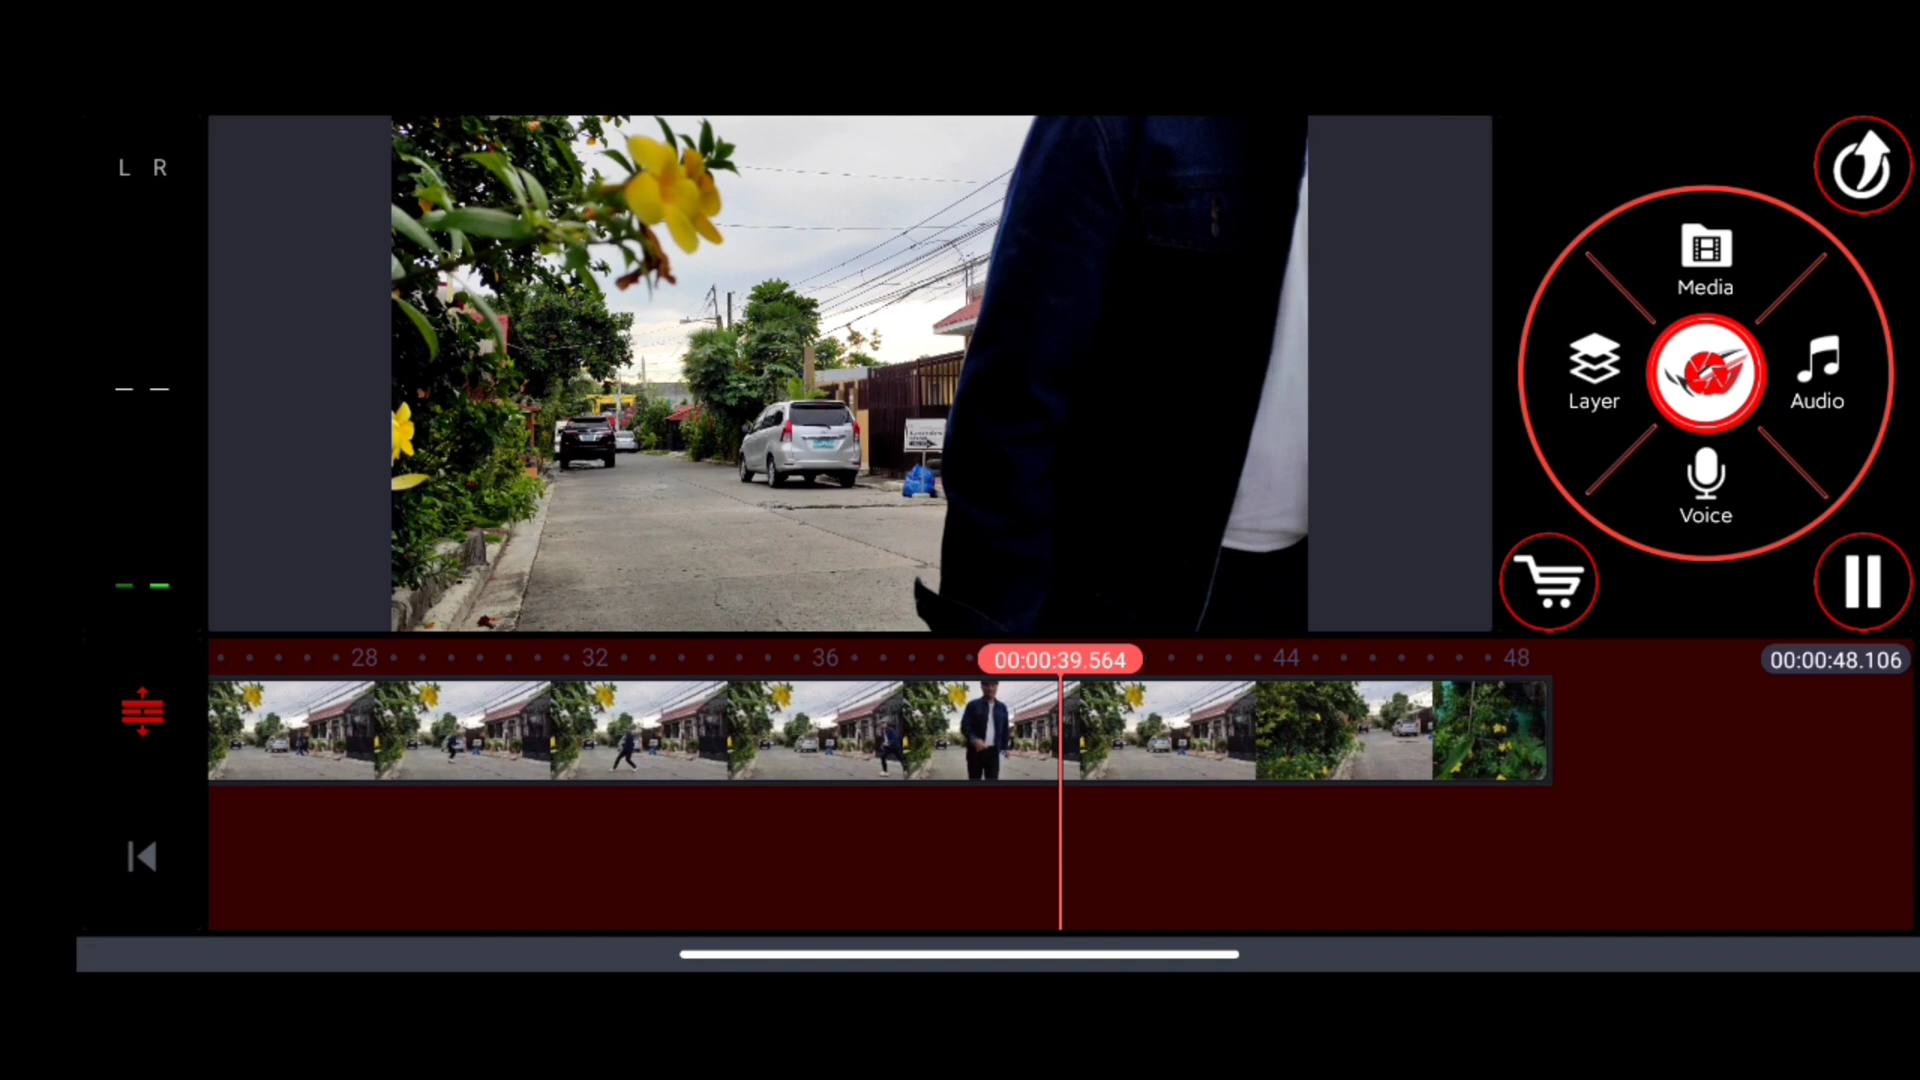 L R
Media
Layer
Audio
Voice
28
32
36
00:00:39.564
44
48
00:00:48.106